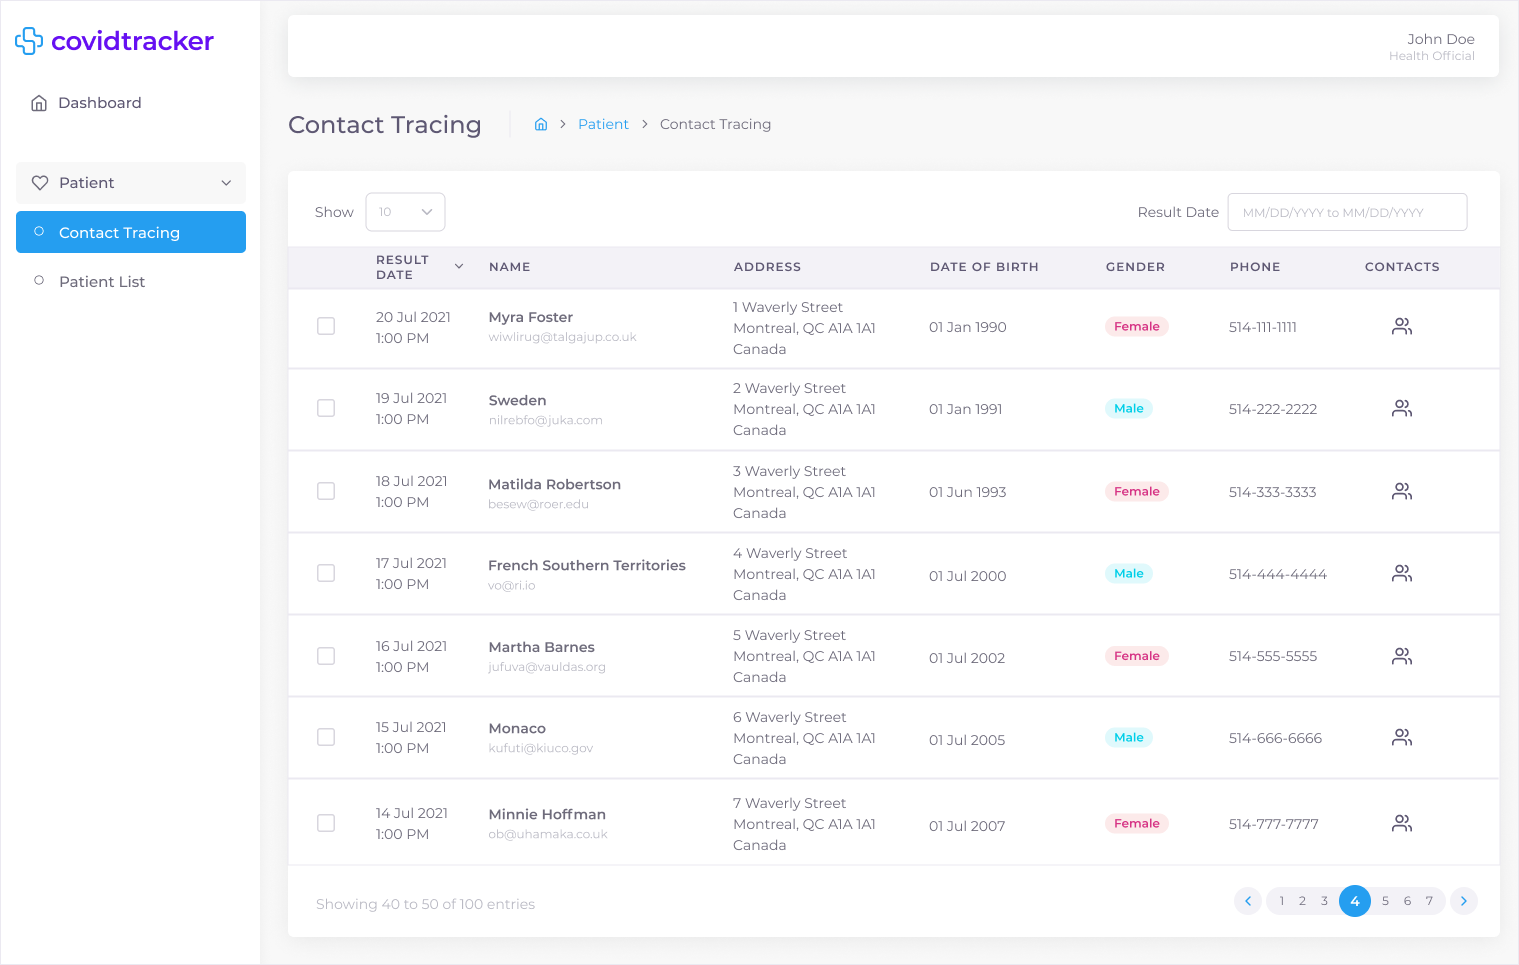 covidtracker
Dashboard
Patient
Contact Tracing
Patient List
John Doe
Health Official
Contact Tracing
Patient
Contact Tracing
Show
10
Result Date
MM/DD/YYYY to MM/DD/YYYY
RESULT
DATE
NAME
ADDRESS
DATE OF BIRTH
GENDER
PHONE
CONTACTS
20 Jul 2021
1:00 PM
Myra Foster
wiwlirug@talgajup.co.uk
1 Waverly Street
Montreal, QC A1A 1A1
Canada
01 Jan 1990
Female
514-111-1111
19 Jul 2021
1:00 PM
Sweden
nilrebfo@juka.com
2 Waverly Street
Montreal, QC A1A 1A1
Canada
01 Jan 1991
Male
514-222-2222
18 Jul 2021
1:00 PM
Matilda Robertson
besew@roer.edu
3 Waverly Street
Montreal, QC A1A 1A1
Canada
01 Jun 1993
Female
514-333-3333
17 Jul 2021
1:00 PM
French Southern Territories
vo@ri.io
4 Waverly Street
Montreal, QC A1A 1A1
Canada
01 Jul 2000
Male
514-444-4444
16 Jul 2021
1:00 PM
Martha Barnes
jufuva@vauldas.org
5 Waverly Street
Montreal, QC A1A 1A1
Canada
01 Jul 2002
Female
514-555-5555
15 Jul 2021
1:00 PM
Monaco
kufuti@kiuco.gov
6 Waverly Street
Montreal, QC A1A 1A1
Canada
01 Jul 2005
Male
514-666-6666
14 Jul 2021
1:00 PM
Minnie Hoffman
ob@uhamaka.co.uk
7 Waverly Street
Montreal, QC A1A 1A1
Canada
01 Jul 2007
Female
514-777-7777
Showing 40 to 50 of 100 entries
1 2 3 4 5 6 7